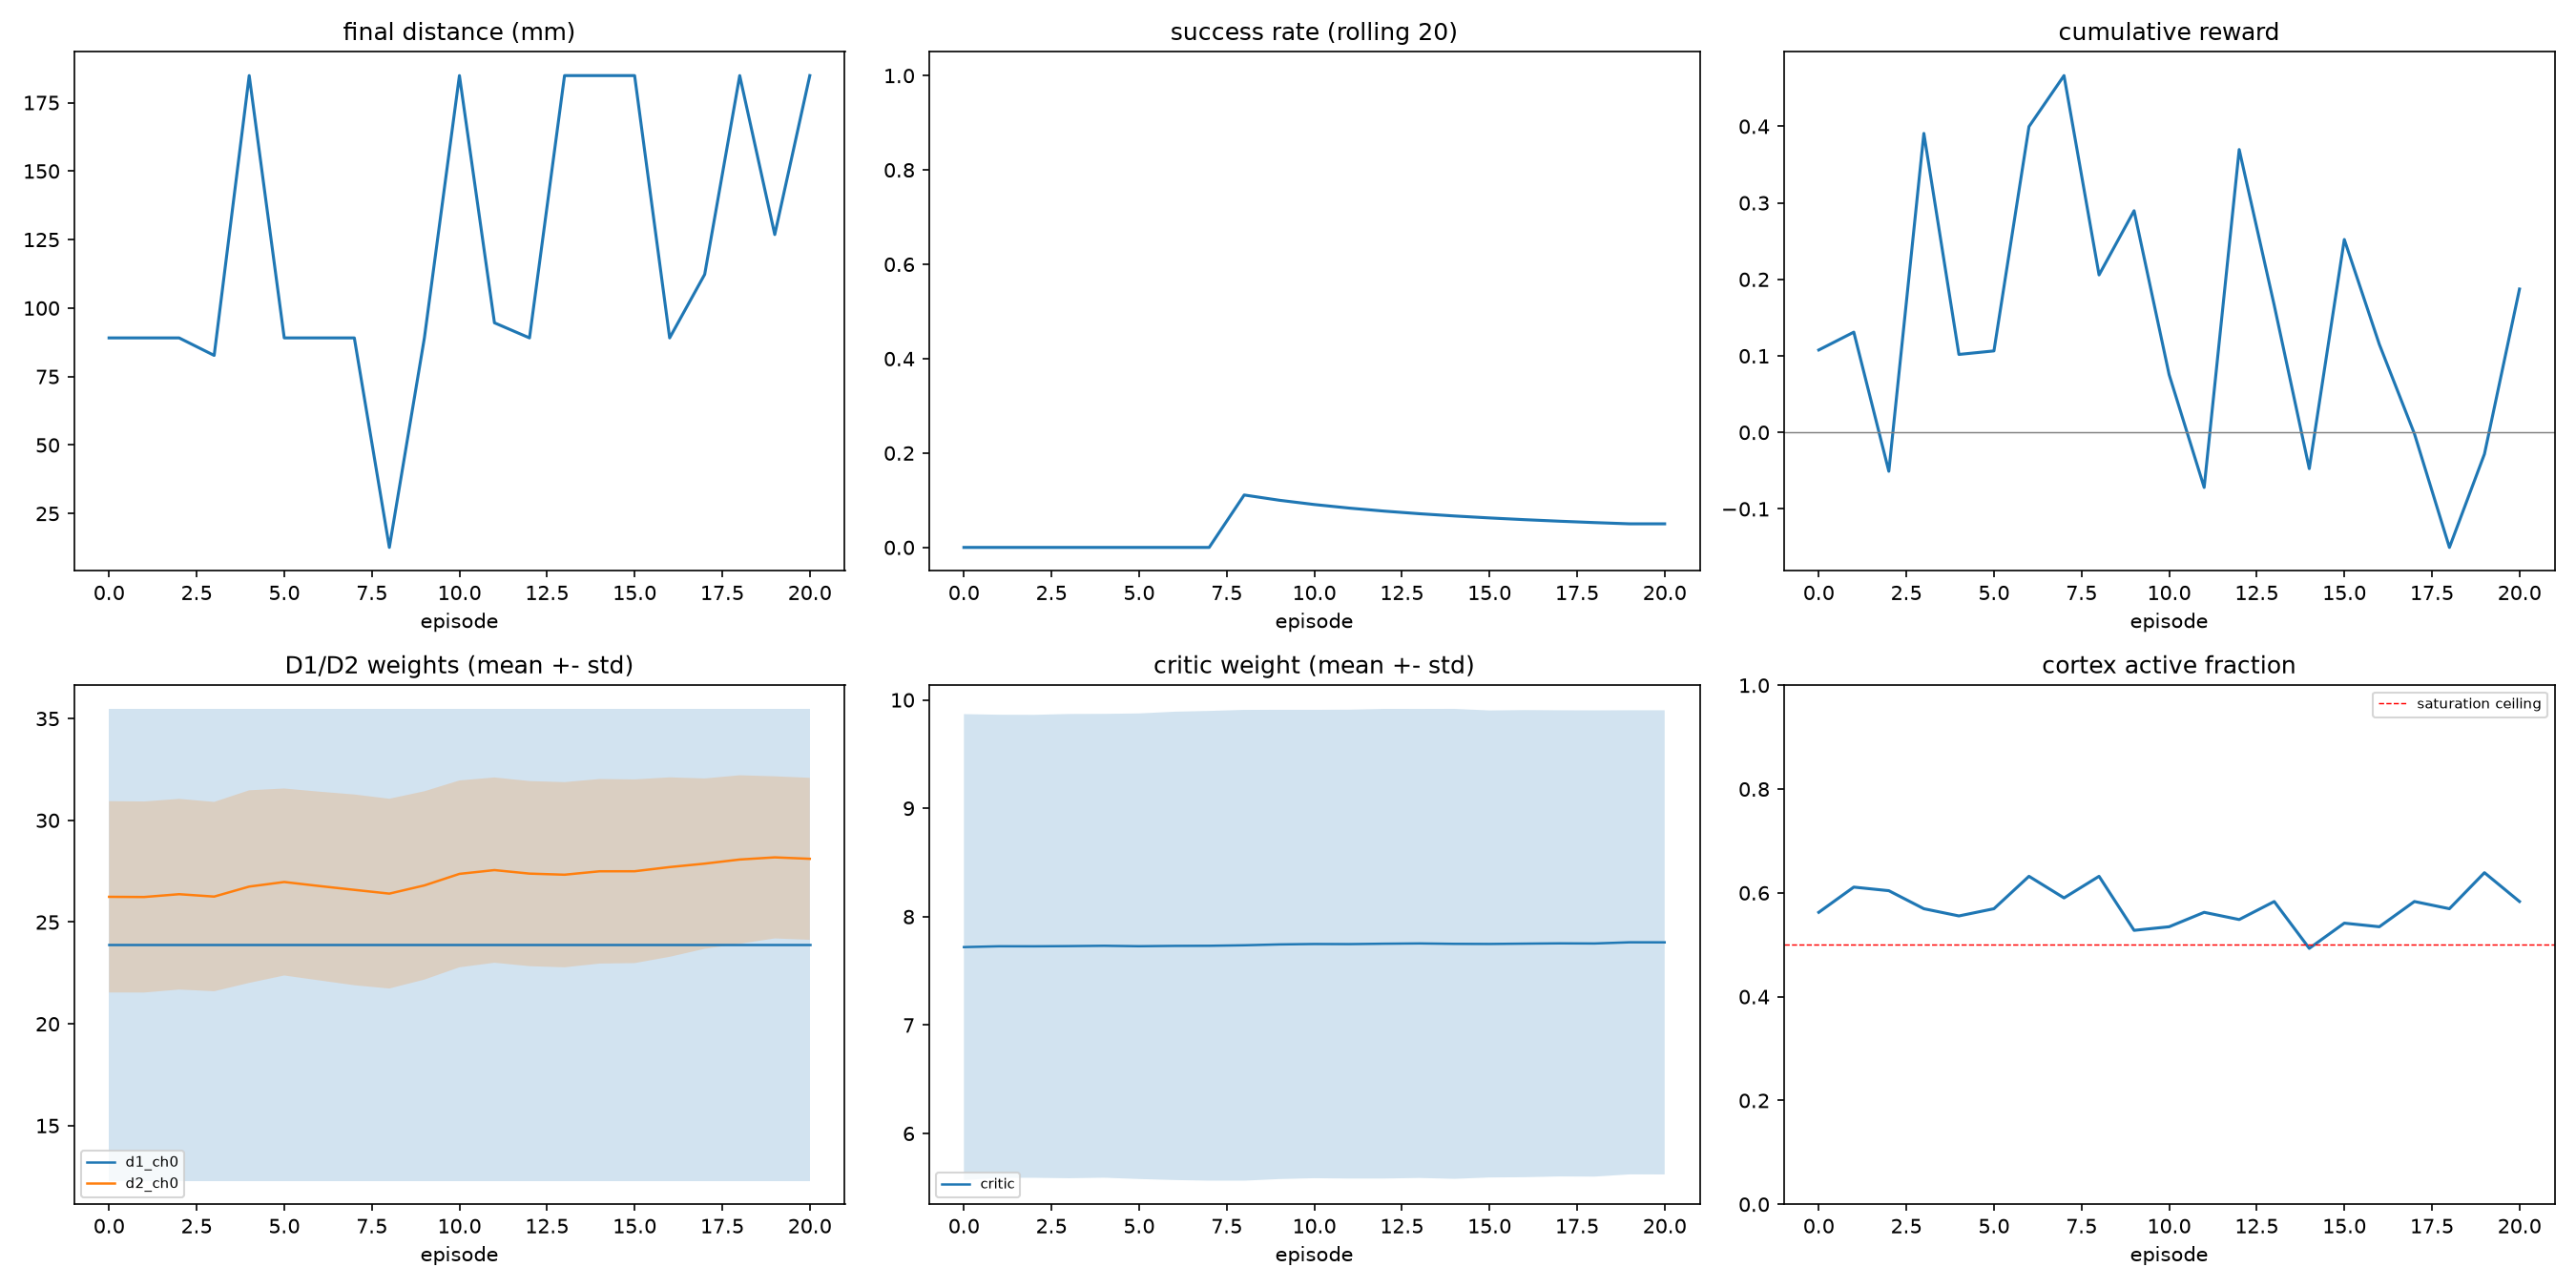 final distance (mm)
175
150
125
100
75
50
25
0.0 2.5 5.0 7.5 10.0 12.5 15.0 17.5 20.0
episode
success rate (rolling 20)
1.0
0.8
0.6
0.4
0.2
0.0
0.0 2.5 5.0 7.5 10.0 12.5 15.0 17.5 20.0
episode
cumulative reward
0.4
0.3
0.2
0.1
0.0
−0.1
0.0 2.5 5.0 7.5 10.0 12.5 15.0 17.5 20.0
episode
D1/D2 weights (mean +- std)
35
30
25
20
15
d1_ch0
d2_ch0
0.0 2.5 5.0 7.5 10.0 12.5 15.0 17.5 20.0
episode
critic weight (mean +- std)
10
9
8
7
6
critic
0.0 2.5 5.0 7.5 10.0 12.5 15.0 17.5 20.0
episode
cortex active fraction
1.0
saturation ceiling
0.8
0.6
0.4
0.2
0.0
0.0 2.5 5.0 7.5 10.0 12.5 15.0 17.5 20.0
episode